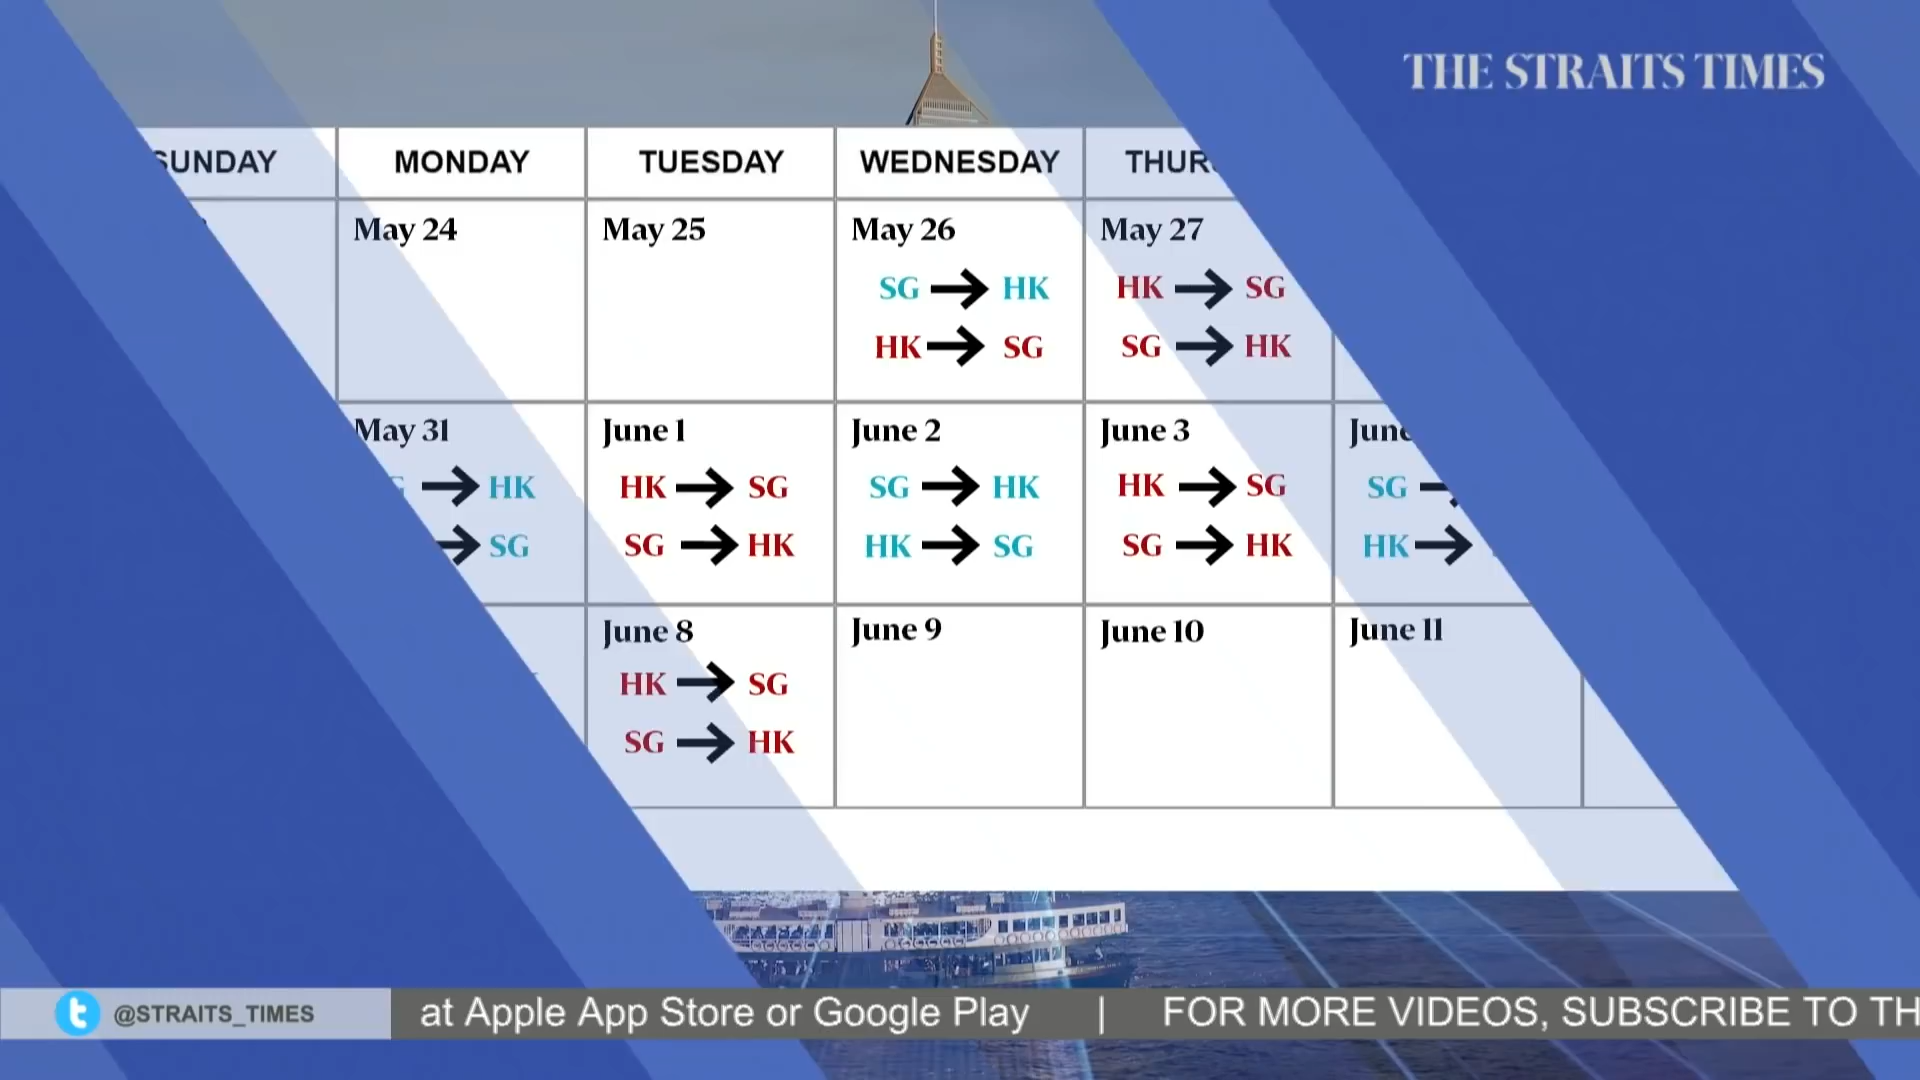 THE STRAITS TIMES
SUNDAY MONDAY TUESDAY WEDNESDAY THUR
May 24 May 25 May 26 May 27
SG → HK HK → SG
HK → SG SG → HK
May 31 June 1 June 2 June 3 June
→ HK HK → SG SG → HK HK → SG SG
→ SG SG → HK HK → SG SG → HK HK →
June 8 June 9 June 10 June 11
HK → SG
SG → HK
@STRAITS_TIMES at Apple App Store or Google Play | FOR MORE VIDEOS, SUBSCRIBE TO TH